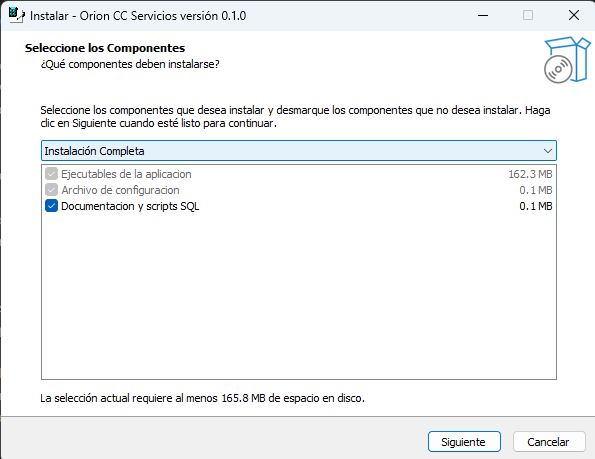 Instalar - Orion CC Servicios versión 0.1.0
Seleccione los Componentes
¿Qué componentes deben instalarse?
Seleccione los componentes que desea instalar y desmarque los componentes que no desea instalar. Haga
clic en Siguiente cuando esté listo para continuar.
Instalación Completa
Ejecutables de la aplicacion 162.3 MB
Archivo de configuracion 0.1 MB
Documentacion y scripts SQL 0.1 MB
La selección actual requiere al menos 165.8 MB de espacio en disco.
Siguiente Cancelar